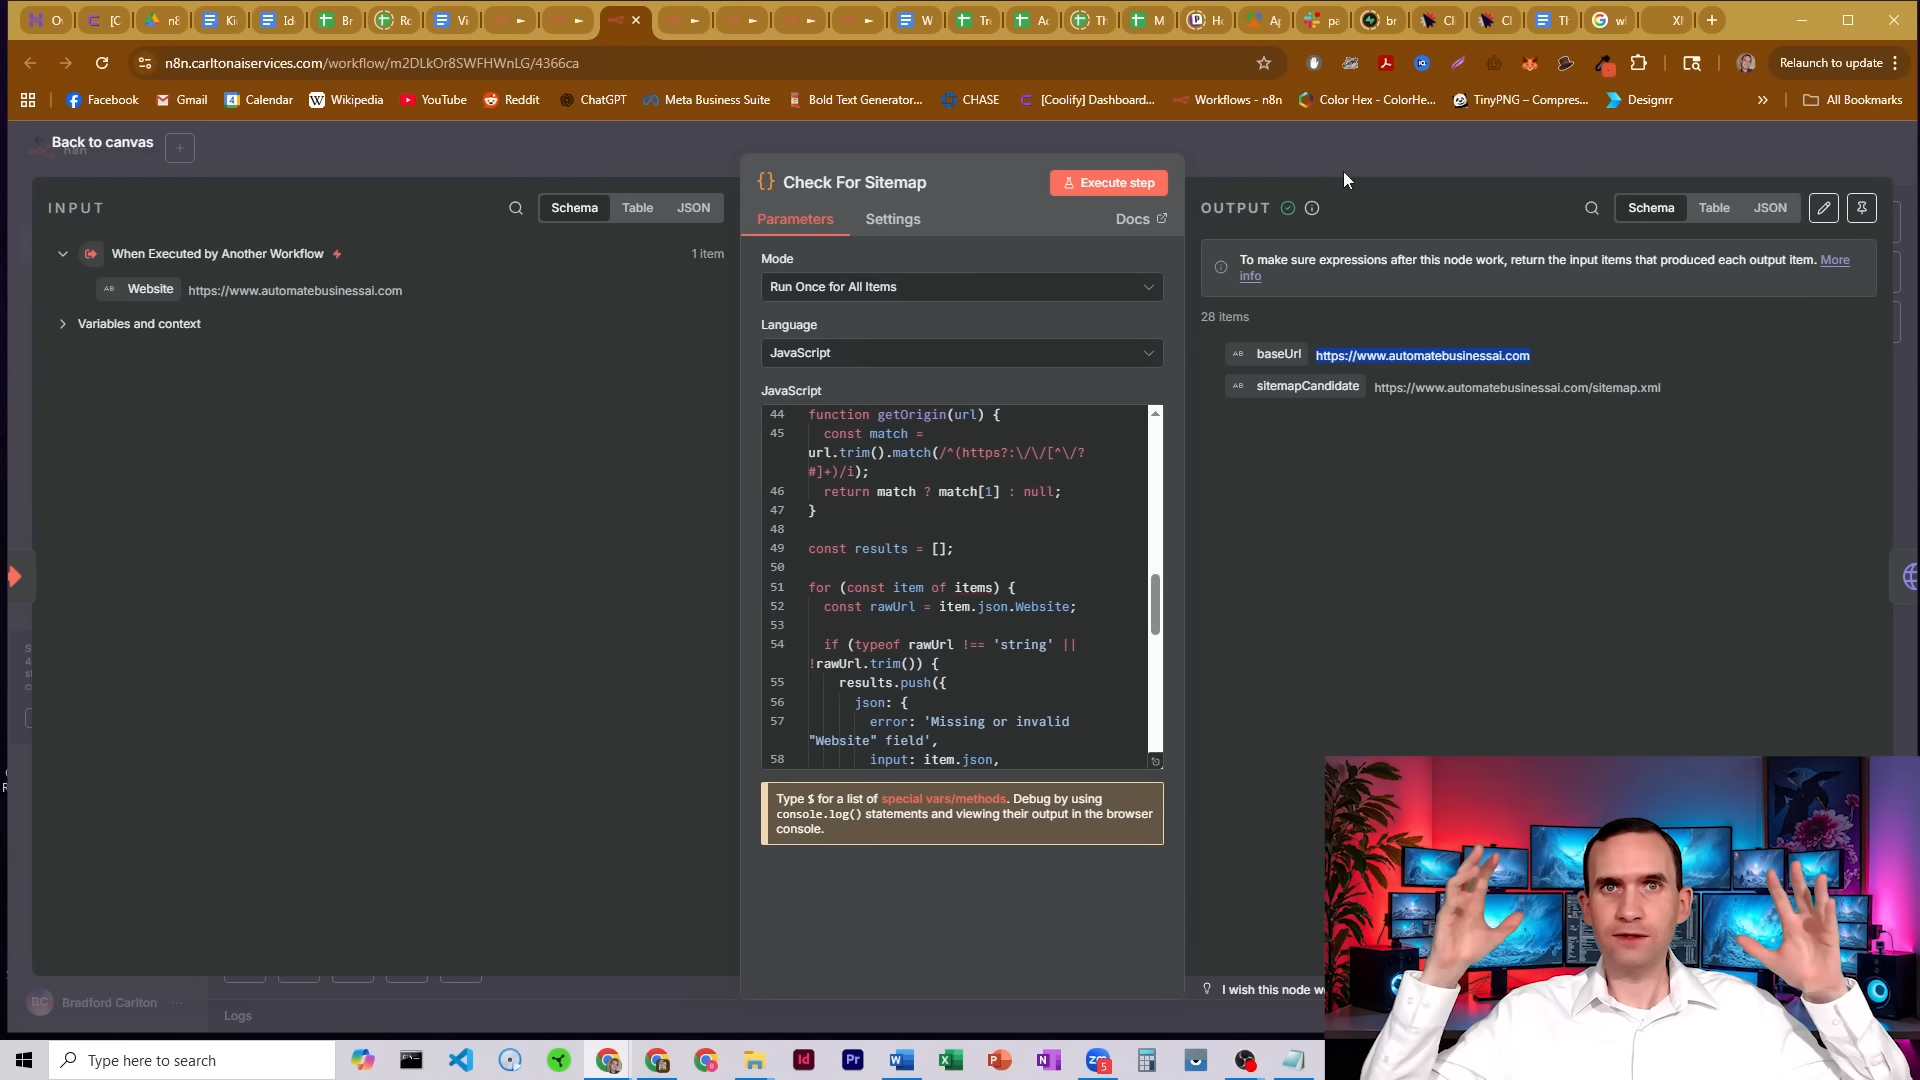 n8n.carltonaiservices.com/workflow/m2DLkOr8SWFHWnLG/4366ca
Relaunch to update
Facebook
Gmail
Calendar
Wikipedia
YouTube
Reddit
ChatGPT
Meta Business Suite
Bold Text Generator...
CHASE
[Coolify] Dashboard...
Workflows - n8n
Color Hex - ColorHe...
TinyPNG – Compres...
Designrr
All Bookmarks
Back to canvas
INPUT
Schema
Table
JSON
When Executed by Another Workflow
1 item
Website
https://www.automatebusinessai.com
Variables and context
Check For Sitemap
Execute step
Parameters
Settings
Docs
Mode
Run Once for All Items
Language
JavaScript
JavaScript
44 function getOrigin(url) {
45 const match =
url.trim().match(/^(https?:\/\/[^\/?
#]+)/i);
46 return match ? match[1] : null;
47 }
48
49 const results = [];
50
51 for (const item of items) {
52 const rawUrl = item.json.Website;
53
54 if (typeof rawUrl !== 'string' ||
!rawUrl.trim()) {
55 results.push({
56 json: {
57 error: 'Missing or invalid
"Website" field',
58 input: item.json,
Type $ for a list of special vars/methods. Debug by using
console.log() statements and viewing their output in the browser
console.
OUTPUT
Schema
Table
JSON
To make sure expressions after this node work, return the input items that produced each output item. More
info
28 items
baseUrl
https://www.automatebusinessai.com
sitemapCandidate
https://www.automatebusinessai.com/sitemap.xml
I wish this node w
BC
Bradford Carlton
Logs
Type here to search